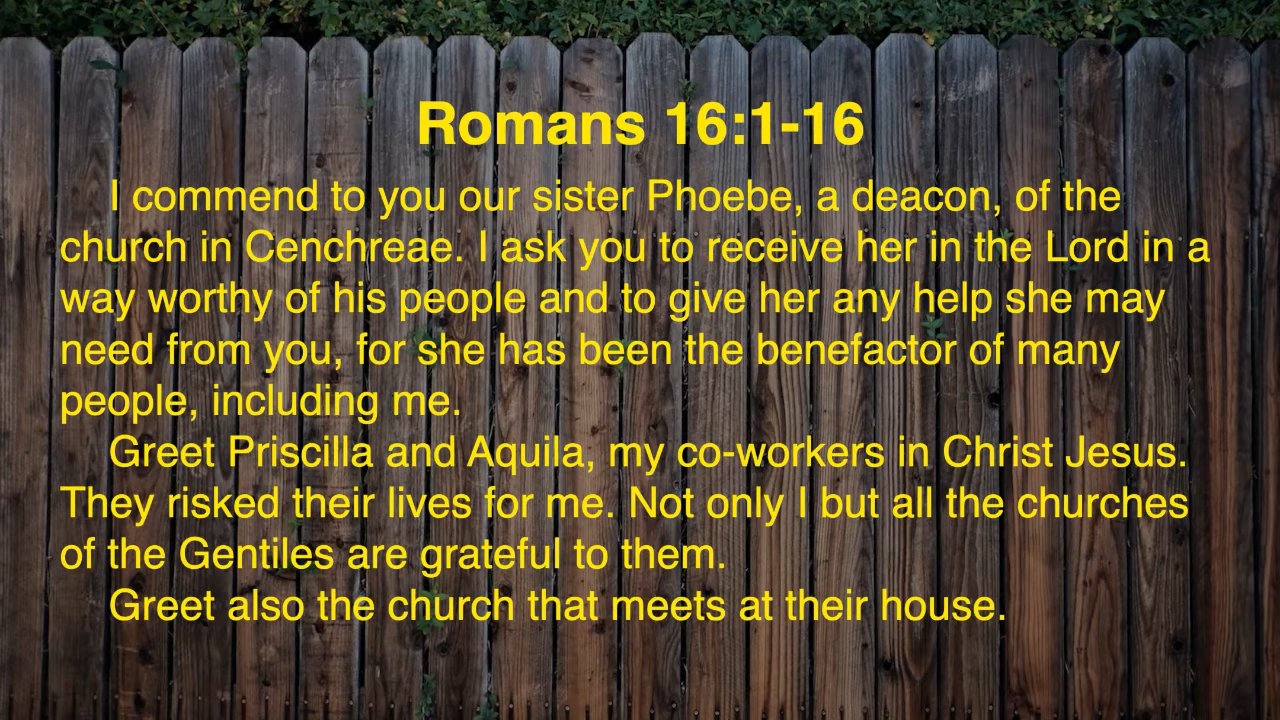 Romans 16:1-16
I commend to you our sister Phoebe, a deacon, of the
church in Cenchreae. I ask you to receive her in the Lord in a
way worthy of his people and to give her any help she may
need from you, for she has been the benefactor of many
people, including me.
Greet Priscilla and Aquila, my co-workers in Christ Jesus.
They risked their lives for me. Not only I but all the churches
of the Gentiles are grateful to them.
Greet also the church that meets at their house.